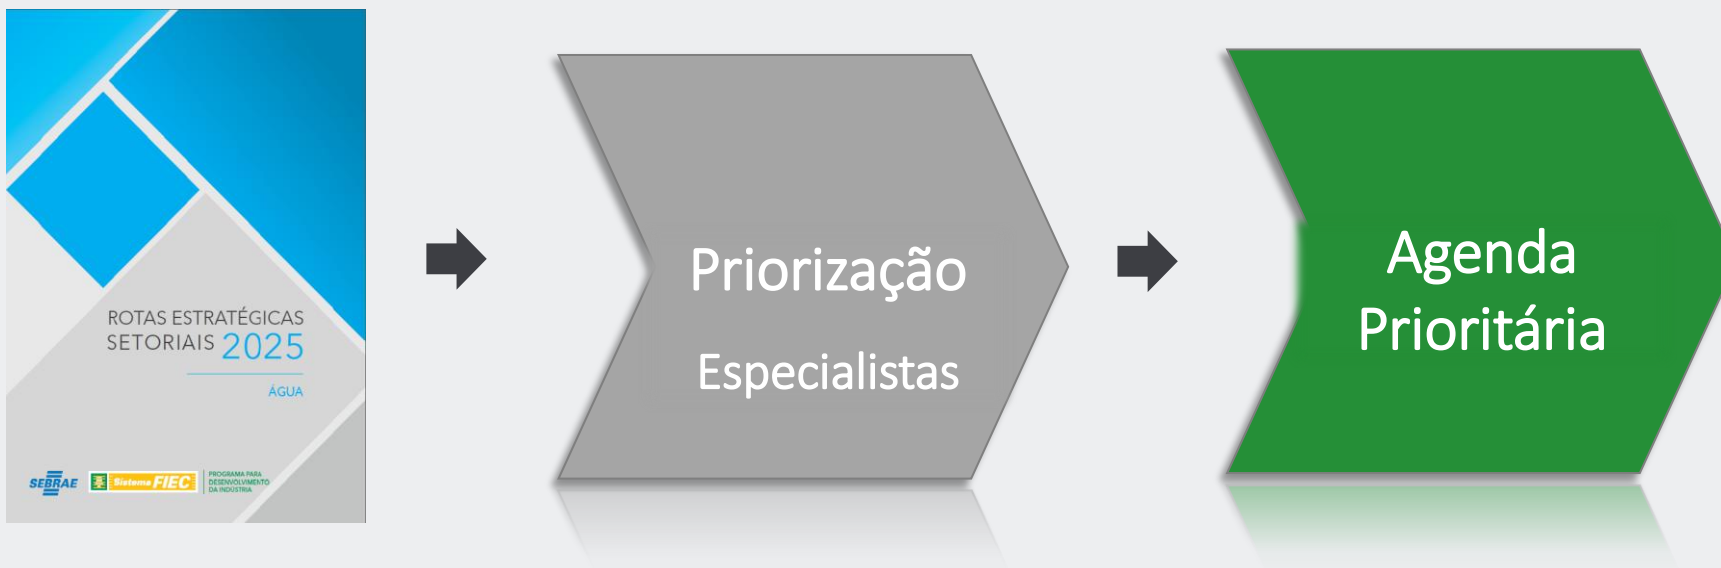 ROTAS ESTRATÉGICAS
SETORIAIS 2025
ÁGUA
SEBRAE
Sistema FIEC
PROGRAMA PARA
DESENVOLVIMENTO
DA INDÚSTRIA
Priorização
Especialistas
Agenda
Prioritária